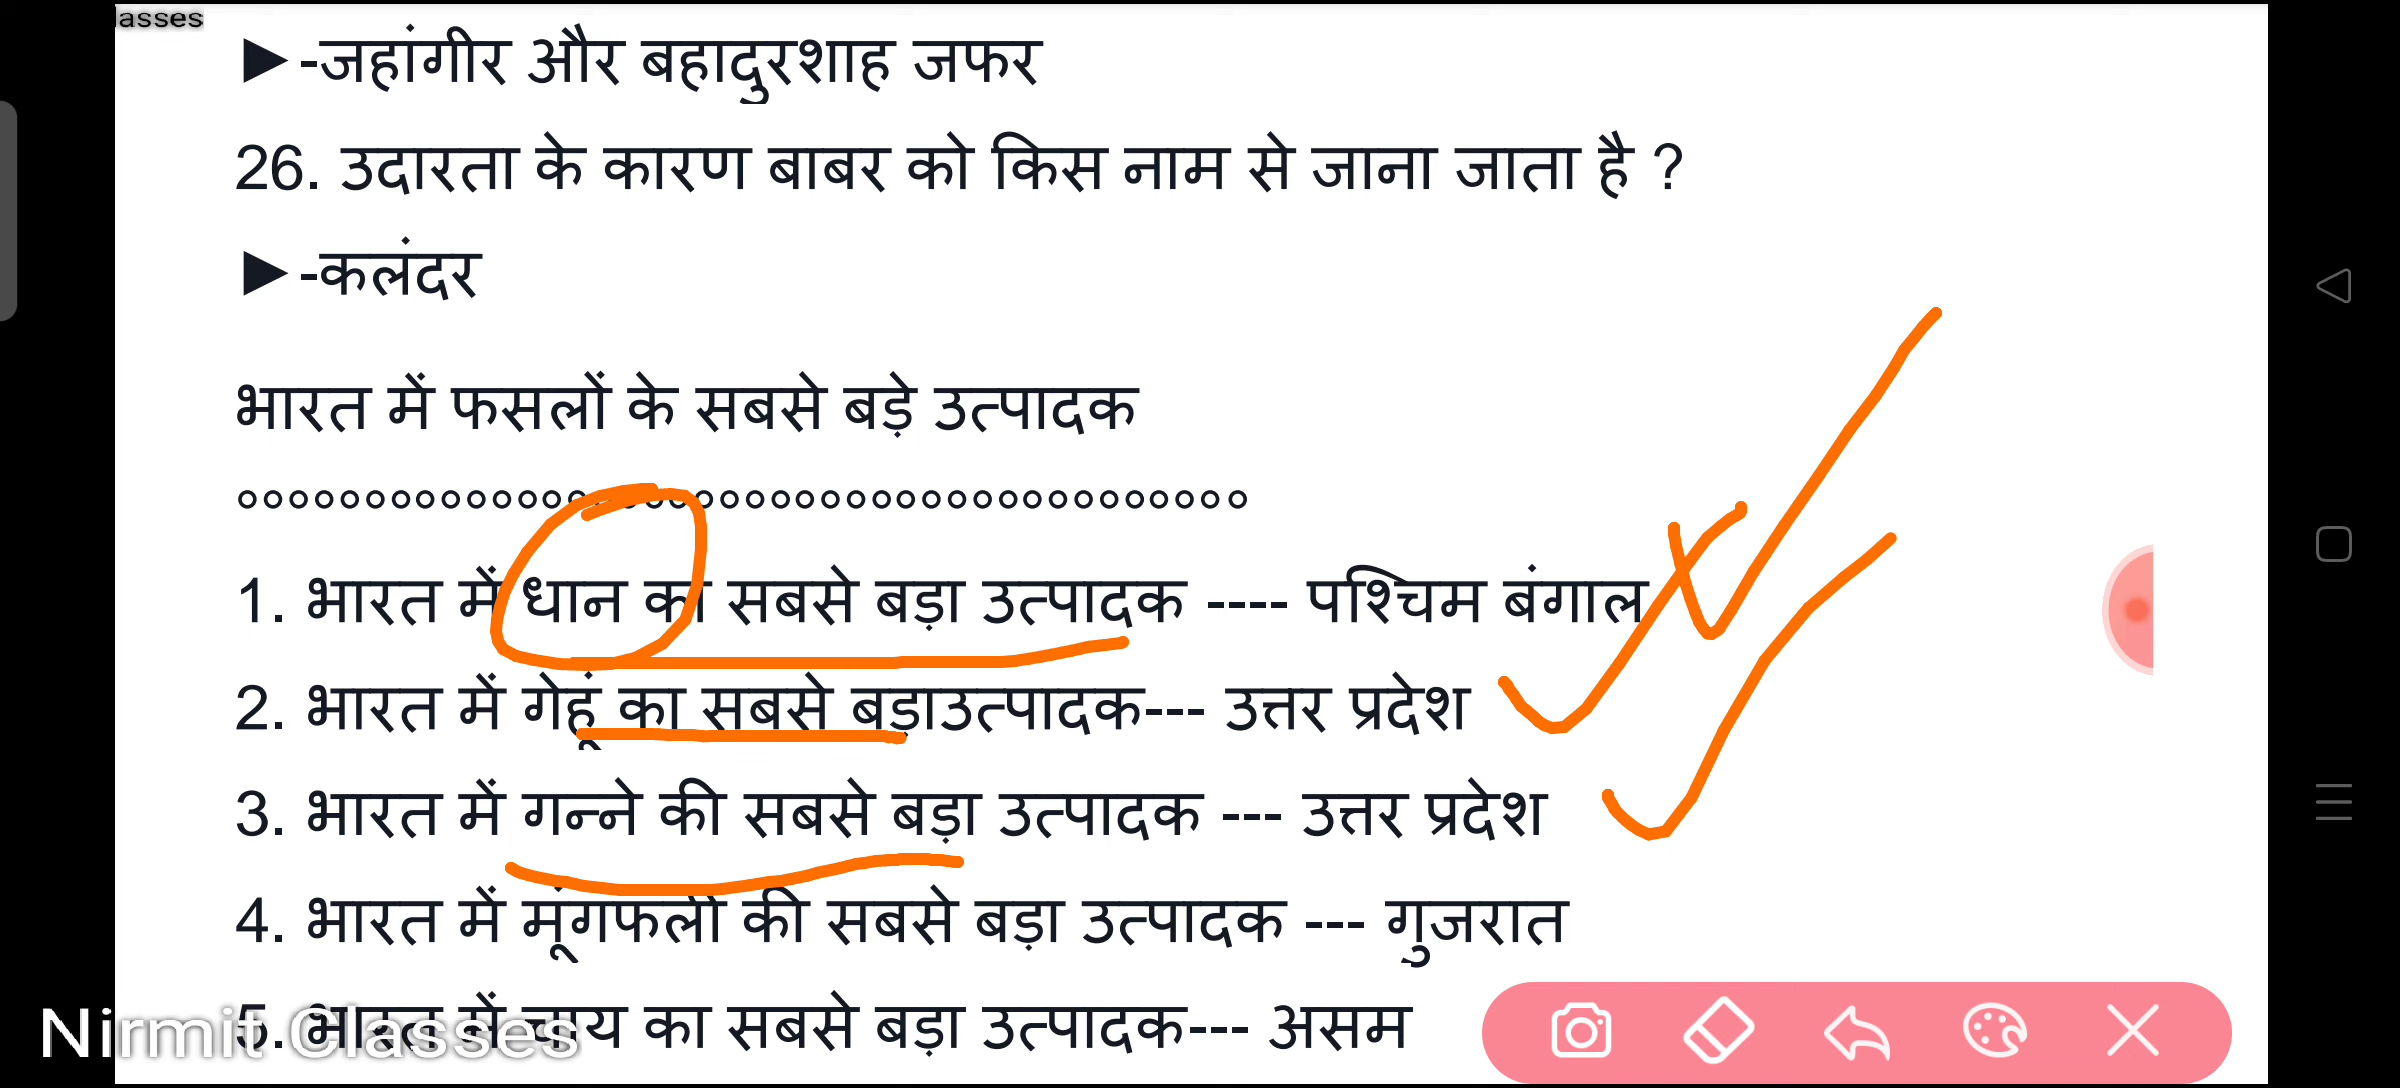 lasses
►-जहांगीर और बहादुरशाह जफर
26. उदारता के कारण बाबर को किस नाम से जाना जाता है ?
►-कलंदर
भारत में फसलों के सबसे बड़े उत्पादक
1. भारत में धान का सबसे बड़ा उत्पादक ---- पश्चिम बंगाल
2. भारत में गेहूं का सबसे बड़ाउत्पादक--- उत्तर प्रदेश
3. भारत में गन्ने की सबसे बड़ा उत्पादक --- उत्तर प्रदेश
4. भारत में मूंगफली की सबसे बड़ा उत्पादक --- गुजरात
5. भारत में चाय का सबसे बड़ा उत्पादक--- असम
Nirmit Classes